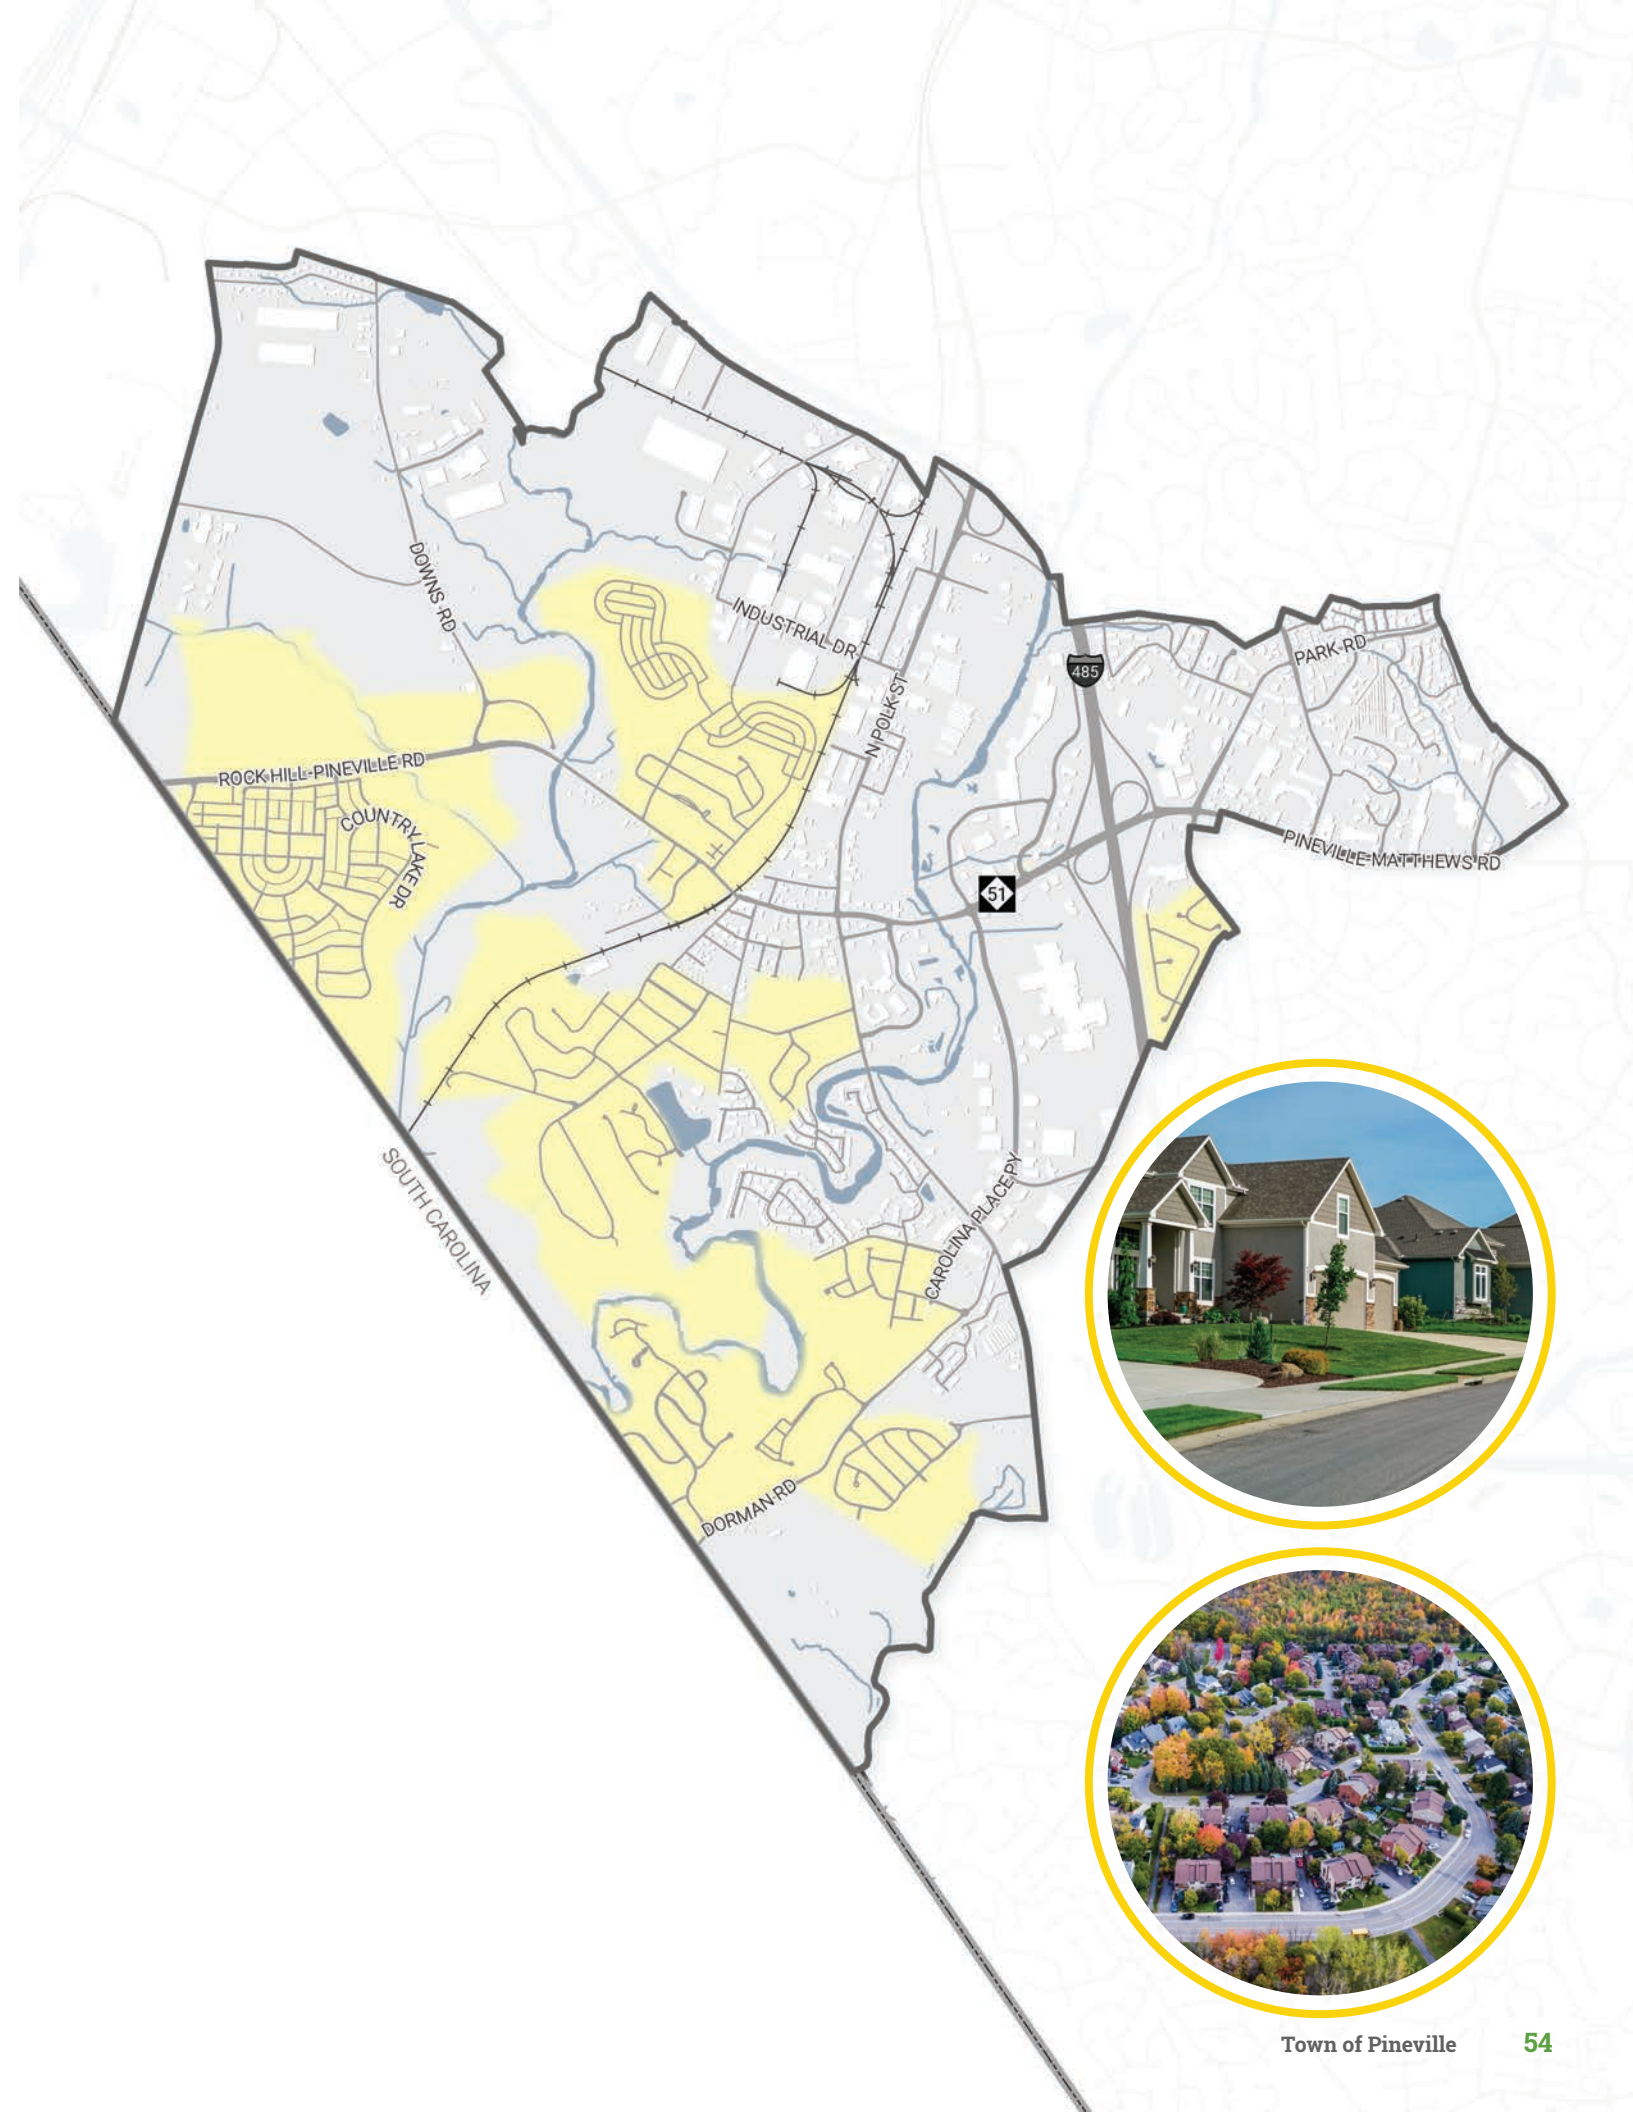 DOWNS RD
INDUSTRIAL DR
N POLK ST
485
PARK RD
ROCK HILL-PINEVILLE RD
COUNTRY LAKE DR
PINEVILLE-MATTHEWS RD
51
SOUTH CAROLINA
CAROLINA PLACE PY
DORMAN RD
Town of Pineville 54